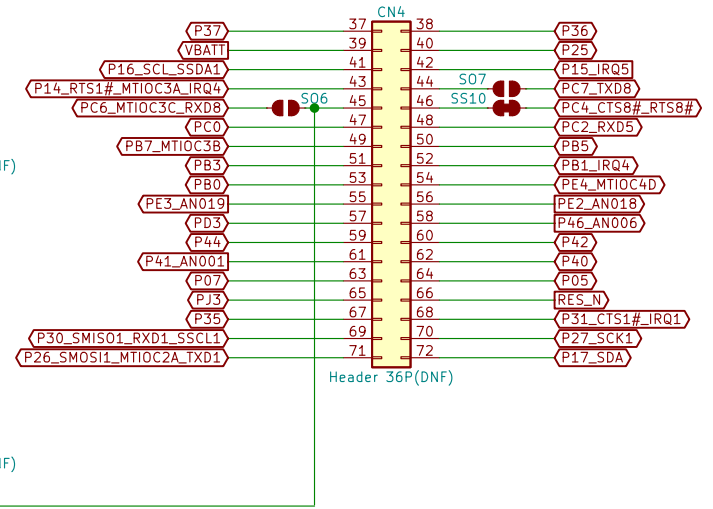 CN4
P37 37 38 P36
VBATT 39 40 P25
P16_SCL_SSDA1 41 42 P15_IRQ5
P14_RTS1#_MTIOC3A_IRQ4 43 44 SO7 PC7_TXD8
PC6_MTIOC3C_RXD8 SO6 45 46 SS10 PC4_CTS8#_RTS8#
PC0 47 48 PC2_RXD5
PB7_MTIOC3B 49 50 PB5
PB3 51 52 PB1_IRQ4
PB0 53 54 PE4_MTIOC4D
PE3_AN019 55 56 PE2_AN018
PD3 57 58 P46_AN006
P44 59 60 P42
P41_AN001 61 62 P40
P07 63 64 P05
PJ3 65 66 RES_N
P35 67 68 P31_CTS1#_IRQ1
P30_SMISO1_RXD1_SSCL1 69 70 P27_SCK1
P26_SMOSI1_MTIOC2A_TXD1 71 72 P17_SDA
Header 36P(DNF)